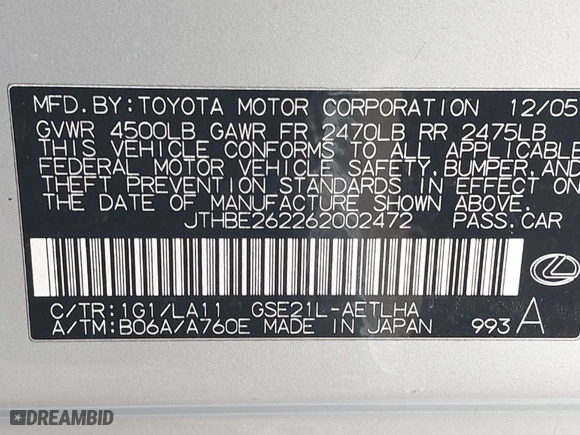 MFD. BY: TOYOTA MOTOR CORPORATION 12/05
GVWR 4500LB GAWR FR 2470LB RR 2475LB
THIS VEHICLE CONFORMS TO ALL APPLICABLE
FEDERAL MOTOR VEHICLE SAFETY, BUMPER, AND
THEFT PREVENTION STANDARDS IN EFFECT ON
THE DATE OF MANUFACTURE SHOWN ABOVE.
JTHBE262262002472 PASS. CAR
C/TR: 1G1/LA11 GSE21L-AETLHA
A/TM: B06A/A760E MADE IN JAPAN 993 A
DREAMBID